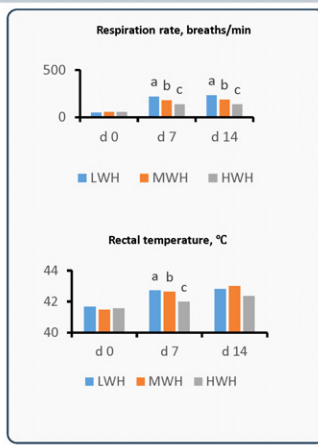 Respiration rate, breaths/min
500
a b c a b c
0
d 0 d 7 d 14
LWH MWH HWH
Rectal temperature, °C
44
a b
42
c
40
d 0 d 7 d 14
LWH MWH HWH